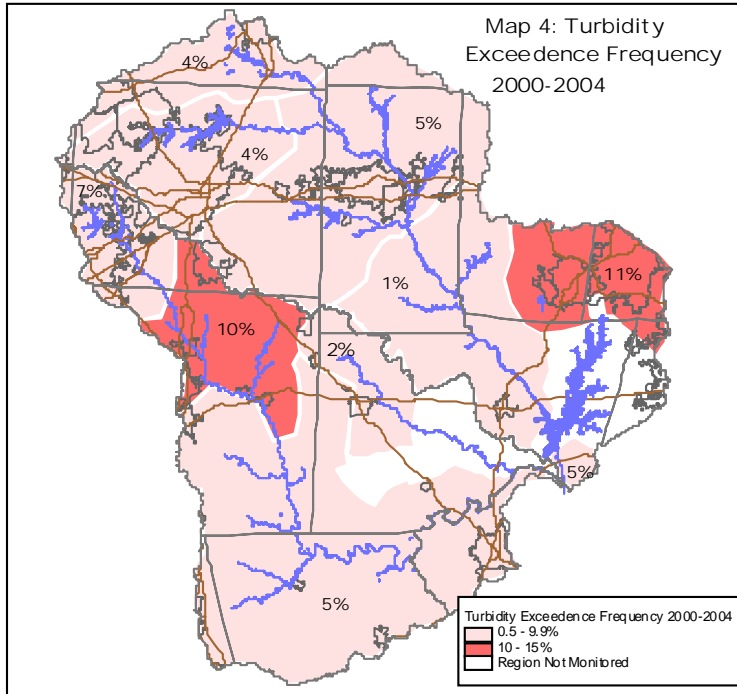 Map 4: Turbidity
Exceedence Frequency
2000-2004
4%
5%
4%
7%
11%
1%
10%
2%
5%
5%
Turbidity Exceedence Frequency 2000-2004
0.5 - 9.9%
10 - 15%
Region Not Monitored